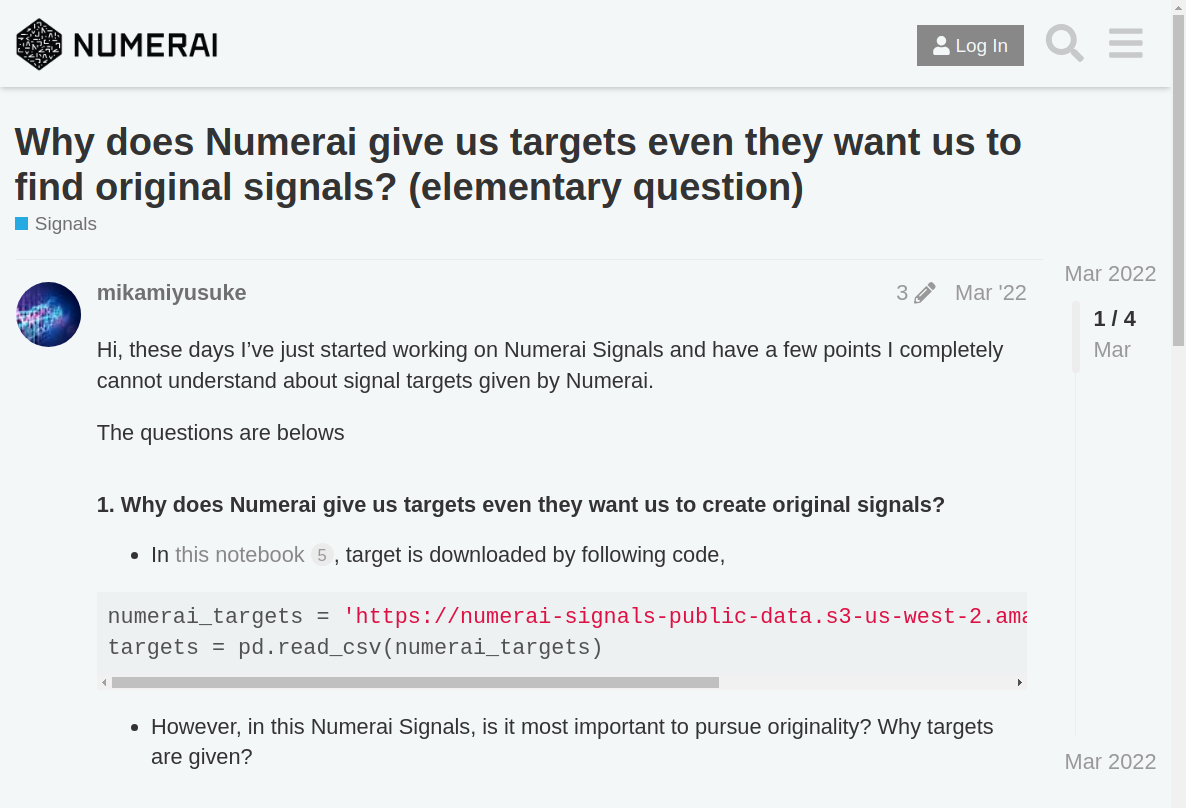 NUMERAI
Log In
Why does Numerai give us targets even they want us to
find original signals? (elementary question)
Signals
Mar 2022
mikamiyusuke
3
Mar '22
1 / 4
Mar
Hi, these days I’ve just started working on Numerai Signals and have a few points I completely
cannot understand about signal targets given by Numerai.
The questions are belows
1. Why does Numerai give us targets even they want us to create original signals?
In this notebook 5 , target is downloaded by following code,
numerai_targets = 'https://numerai-signals-public-data.s3-us-west-2.ama
targets = pd.read_csv(numerai_targets)
However, in this Numerai Signals, is it most important to pursue originality? Why targets
are given?
Mar 2022